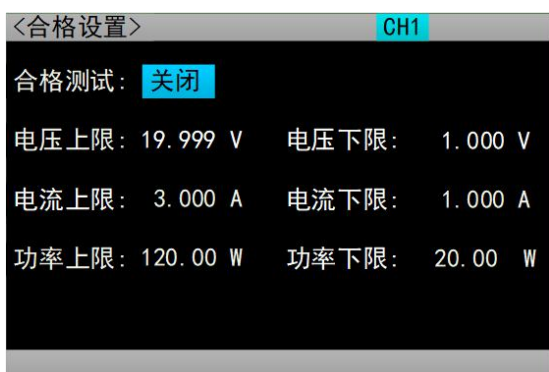 <合格设置> CH1
合格测试: 关闭
电压上限: 19.999 V 电压下限: 1.000 V
电流上限: 3.000 A 电流下限: 1.000 A
功率上限: 120.00 W 功率下限: 20.00 W